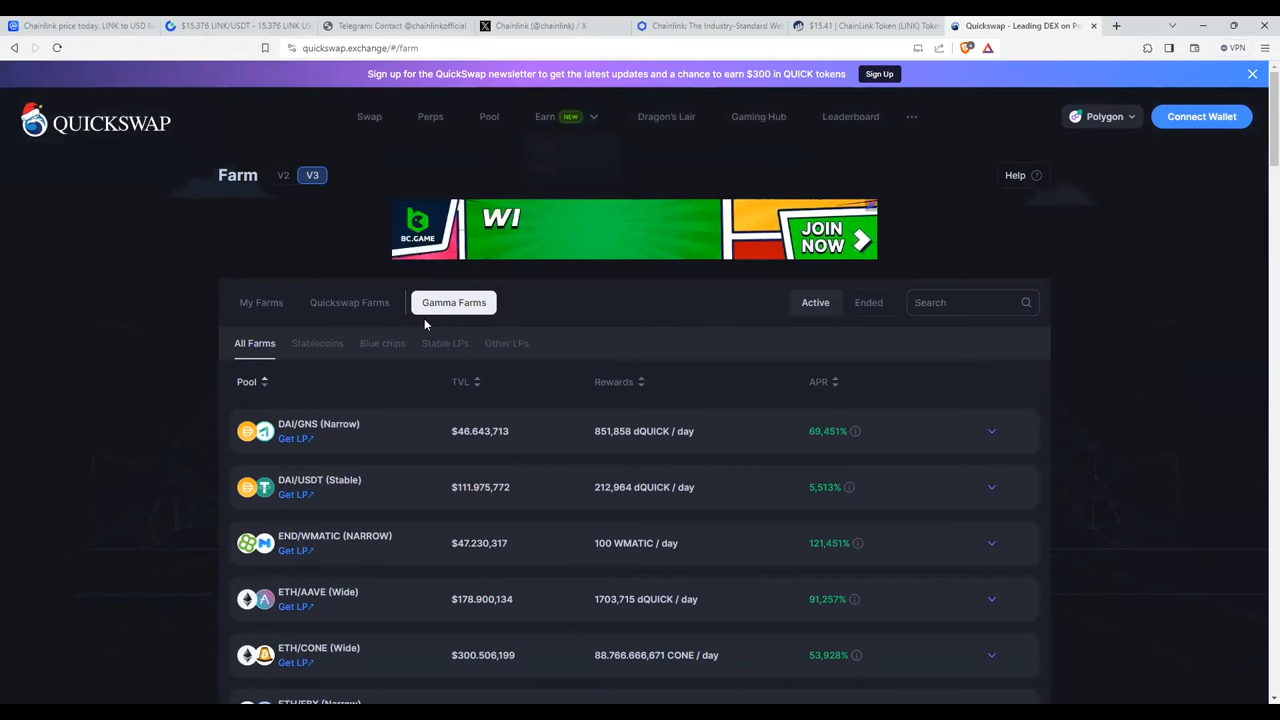 Chainlink price today, LINK to USD li
$15.376 LINK/USDT - 15.376 LINK US
Telegram: Contact @chainlinkofficial
Chainlink (@chainlink) / X
Chainlink: The Industry-Standard We
$15.41 | ChainLink Token (LINK) Toke
Quickswap - Leading DEX on Po
quickswap.exchange/#/farm
VPN
Sign up for the QuickSwap newsletter to get the latest updates and a chance to earn $300 in QUICK tokens
Sign Up
QUICKSWAP
Swap
Perps
Pool
Earn NEW
Dragon's Lair
Gaming Hub
Leaderboard
Polygon
Connect Wallet
Farm
V2
V3
Help
BC.GAME
WI
JOIN
NOW
My Farms
Quickswap Farms
Gamma Farms
Active
Ended
Search
All Farms
Stablecoins
Blue chips
Stable LPs
Other LPs
Pool
TVL
Rewards
APR
DAI/GNS (Narrow)
Get LP↗
$46.643,713
851,858 dQUICK / day
69,451%
DAI/USDT (Stable)
Get LP↗
$111.975,772
212,964 dQUICK / day
5,513%
END/WMATIC (NARROW)
Get LP↗
$47.230,317
100 WMATIC / day
121,451%
ETH/AAVE (Wide)
Get LP↗
$178.900,134
1703,715 dQUICK / day
91,257%
ETH/CONE (Wide)
Get LP↗
$300.506,199
88.766.666,671 CONE / day
53,928%